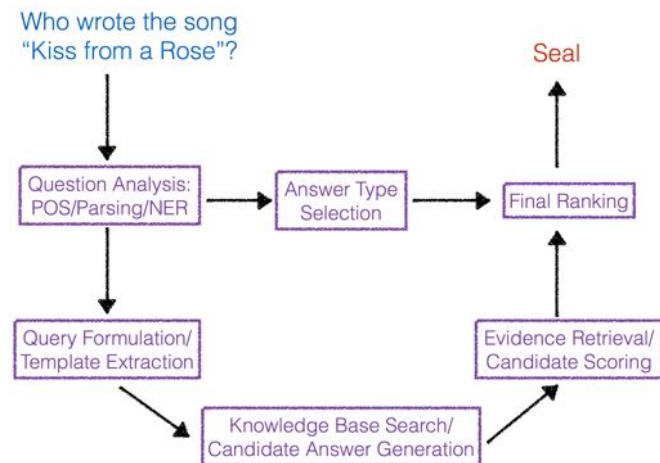 Who wrote the song
“Kiss from a Rose”?
Seal
Question Analysis:
POS/Parsing/NER
Answer Type
Selection
Final Ranking
Query Formulation/
Template Extraction
Evidence Retrieval/
Candidate Scoring
Knowledge Base Search/
Candidate Answer Generation